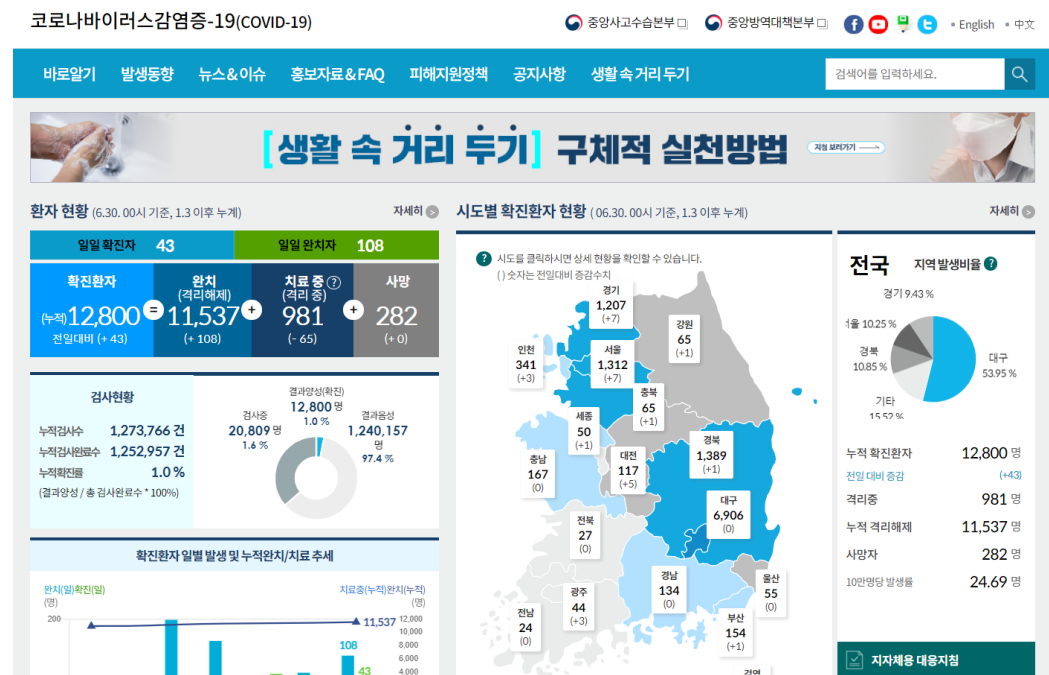 코로나바이러스감염증-19(COVID-19)
중앙사고수습본부
중앙방역대책본부
English
中文
바로알기
발생동향
뉴스&이슈
홍보자료&FAQ
피해지원정책
공지사항
생활 속 거리 두기
검색어를 입력하세요.
[생활 속 거리 두기] 구체적 실천방법
지침 보러가기
환자 현황 (6.30. 00시 기준, 1.3 이후 누계)
자세히
일일 확진자 43
일일 완치자 108
확진환자
(누적)12,800
전일대비 (+ 43)
=
완치
(격리해제)
11,537
(+ 108)
+
치료 중 ?
(격리 중)
981
(- 65)
+
사망
282
(+ 0)
검사현황
누적검사수 1,273,766 건
누적검사완료수 1,252,957 건
누적확진률 1.0 %
(결과양성 / 총 검사완료수 * 100%)
결과양성(확진)
12,800 명
1.0 %
검사중
20,809 명
1.6 %
결과음성
1,240,157
명
97.4 %
확진환자 일별 발생 및 누적완치/치료 추세
완치(일)확진(일)
(명)
치료중(누적)완치(누적)
(명)
200
11,537
12,000
10,000
8,000
6,000
4,000
108
43
시도별 확진환자 현황 ( 06.30. 00시 기준, 1.3 이후 누계)
자세히
? 시도를 클릭하시면 상세 현황을 확인할 수 있습니다.
( ) 숫자는 전일대비 증감수치
경기
1,207
(+7)
강원
65
(+1)
인천
341
(+3)
서울
1,312
(+7)
충북
65
(+1)
세종
50
(+1)
경북
1,389
(+1)
대전
117
(+5)
충남
167
(0)
대구
6,906
(0)
전북
27
(0)
경남
134
(0)
울산
55
(0)
광주
44
(+3)
전남
24
(0)
부산
154
(+1)
검역
전국
지역 발생비율 ?
경기 9.43 %
서울 10.25 %
경북
10.85 %
대구
53.95 %
기타
15.52 %
누적 확진환자 12,800 명
전일 대비 증감 (+43)
격리중 981 명
누적 격리해제 11,537 명
사망자 282 명
10만명당 발생률 24.69 명
지자체용 대응지침